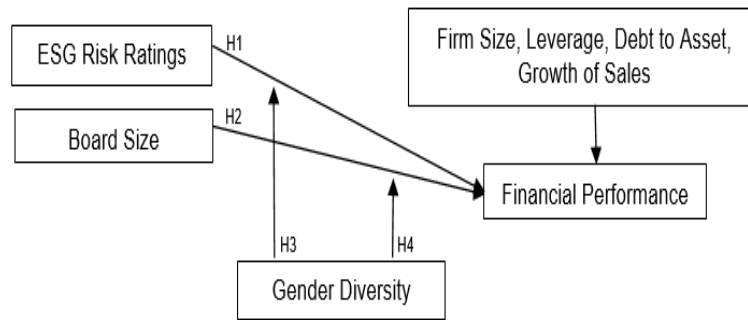 H1
ESG Risk Ratings
Firm Size, Leverage, Debt to Asset,
Growth of Sales
H2
Board Size
Financial Performance
H3
H4
Gender Diversity